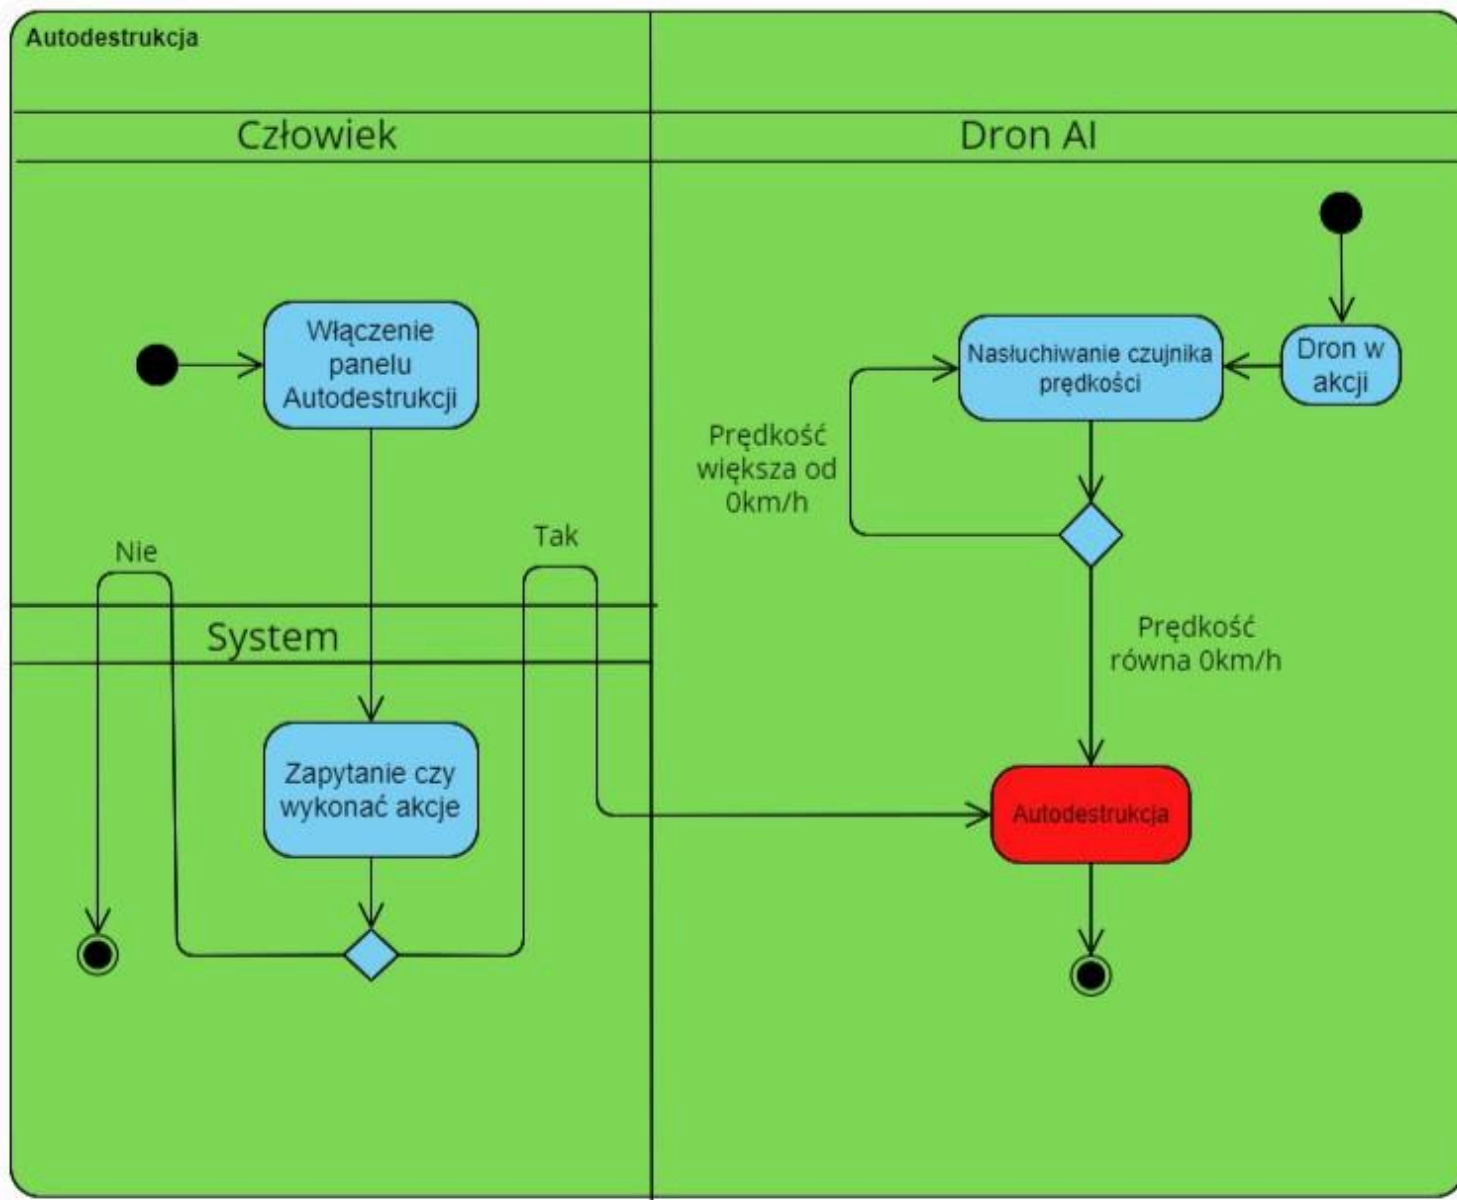 Autodestrukcja
Człowiek
Dron AI
Włączenie
panelu
Autodestrukcji
Nasłuchiwanie czujnika
prędkości
Dron w
akcji
Prędkość
większa od
0km/h
Nie
Tak
System
Prędkość
równa 0km/h
Zapytanie czy
wykonać akcje
Autodestrukcja